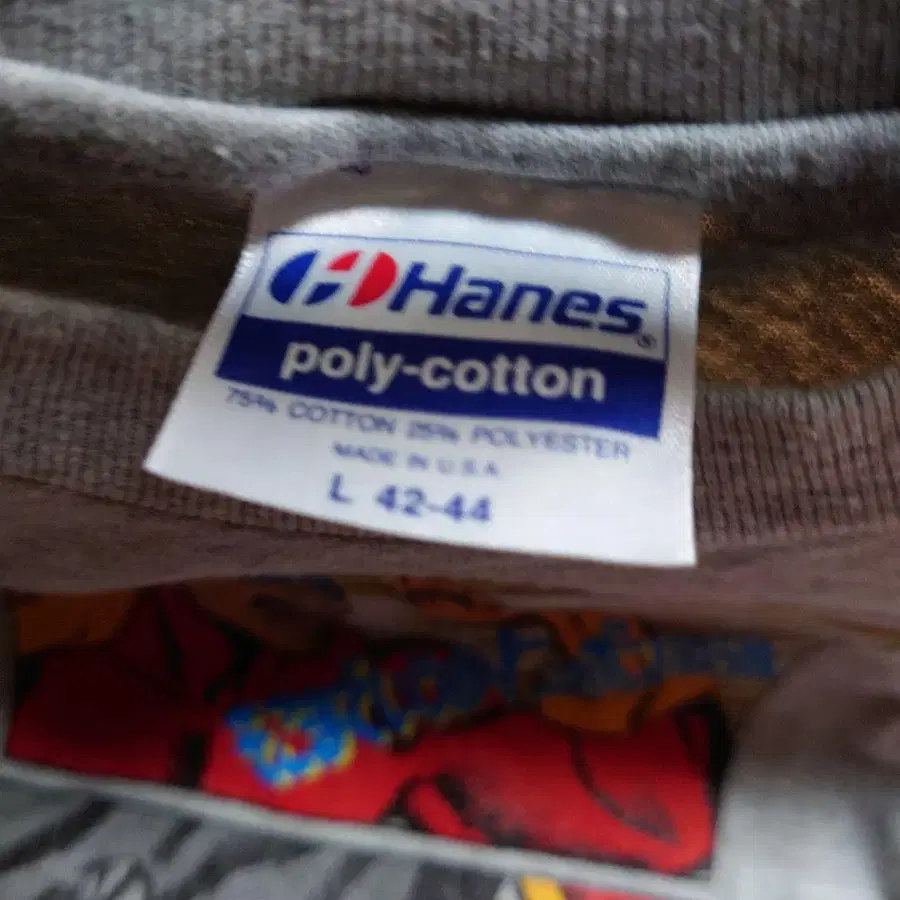 Hanes®
poly-cotton
75% COTTON 25% POLYESTER
MADE IN U.S.A
L 42-44